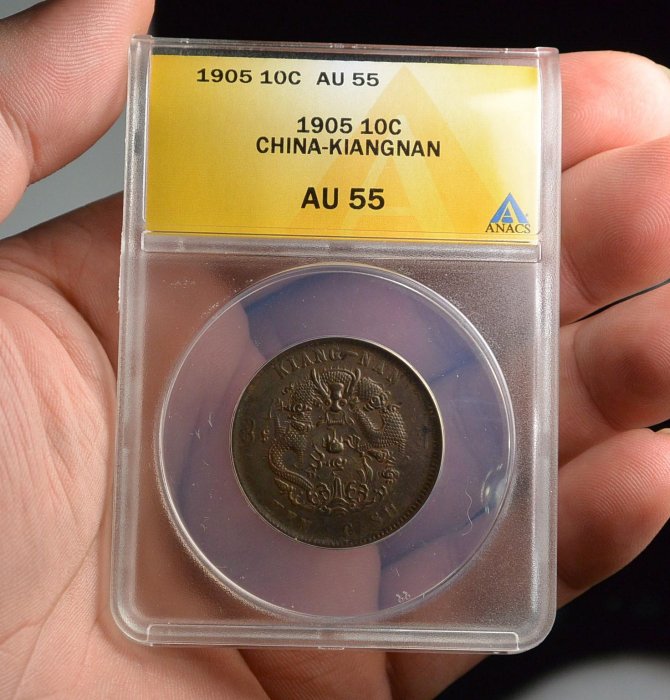 1905 10C AU 55
1905 10C
CHINA-KIANGNAN
AU 55
ANACS
KIANG-NAN